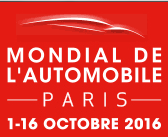 MONDIAL DE
L'AUTOMOBILE
PARIS
1-16 OCTOBRE 2016